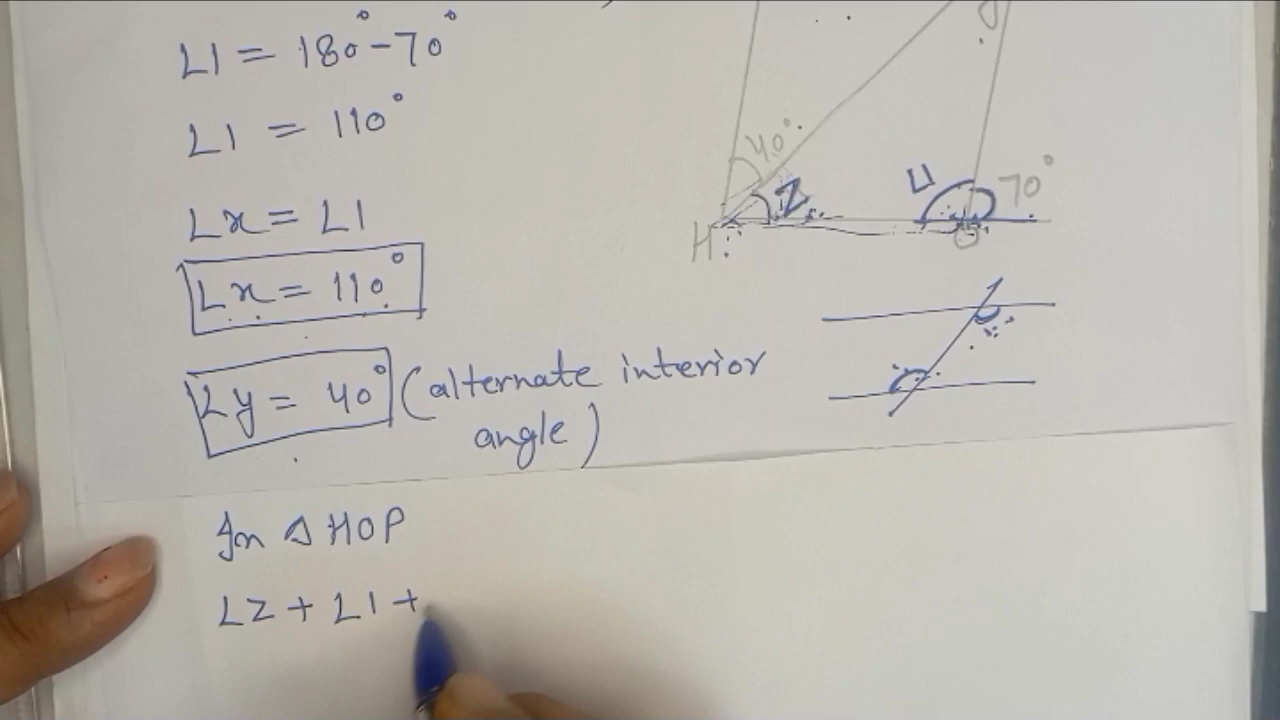 ∠1 = 180° - 70°
∠1 = 110°
∠x = ∠1
∠x = 110°
∠y = 40° (alternate interior
angle)
In △ HOP
∠z + ∠1 +
40°
z
∠1
70°
H
O